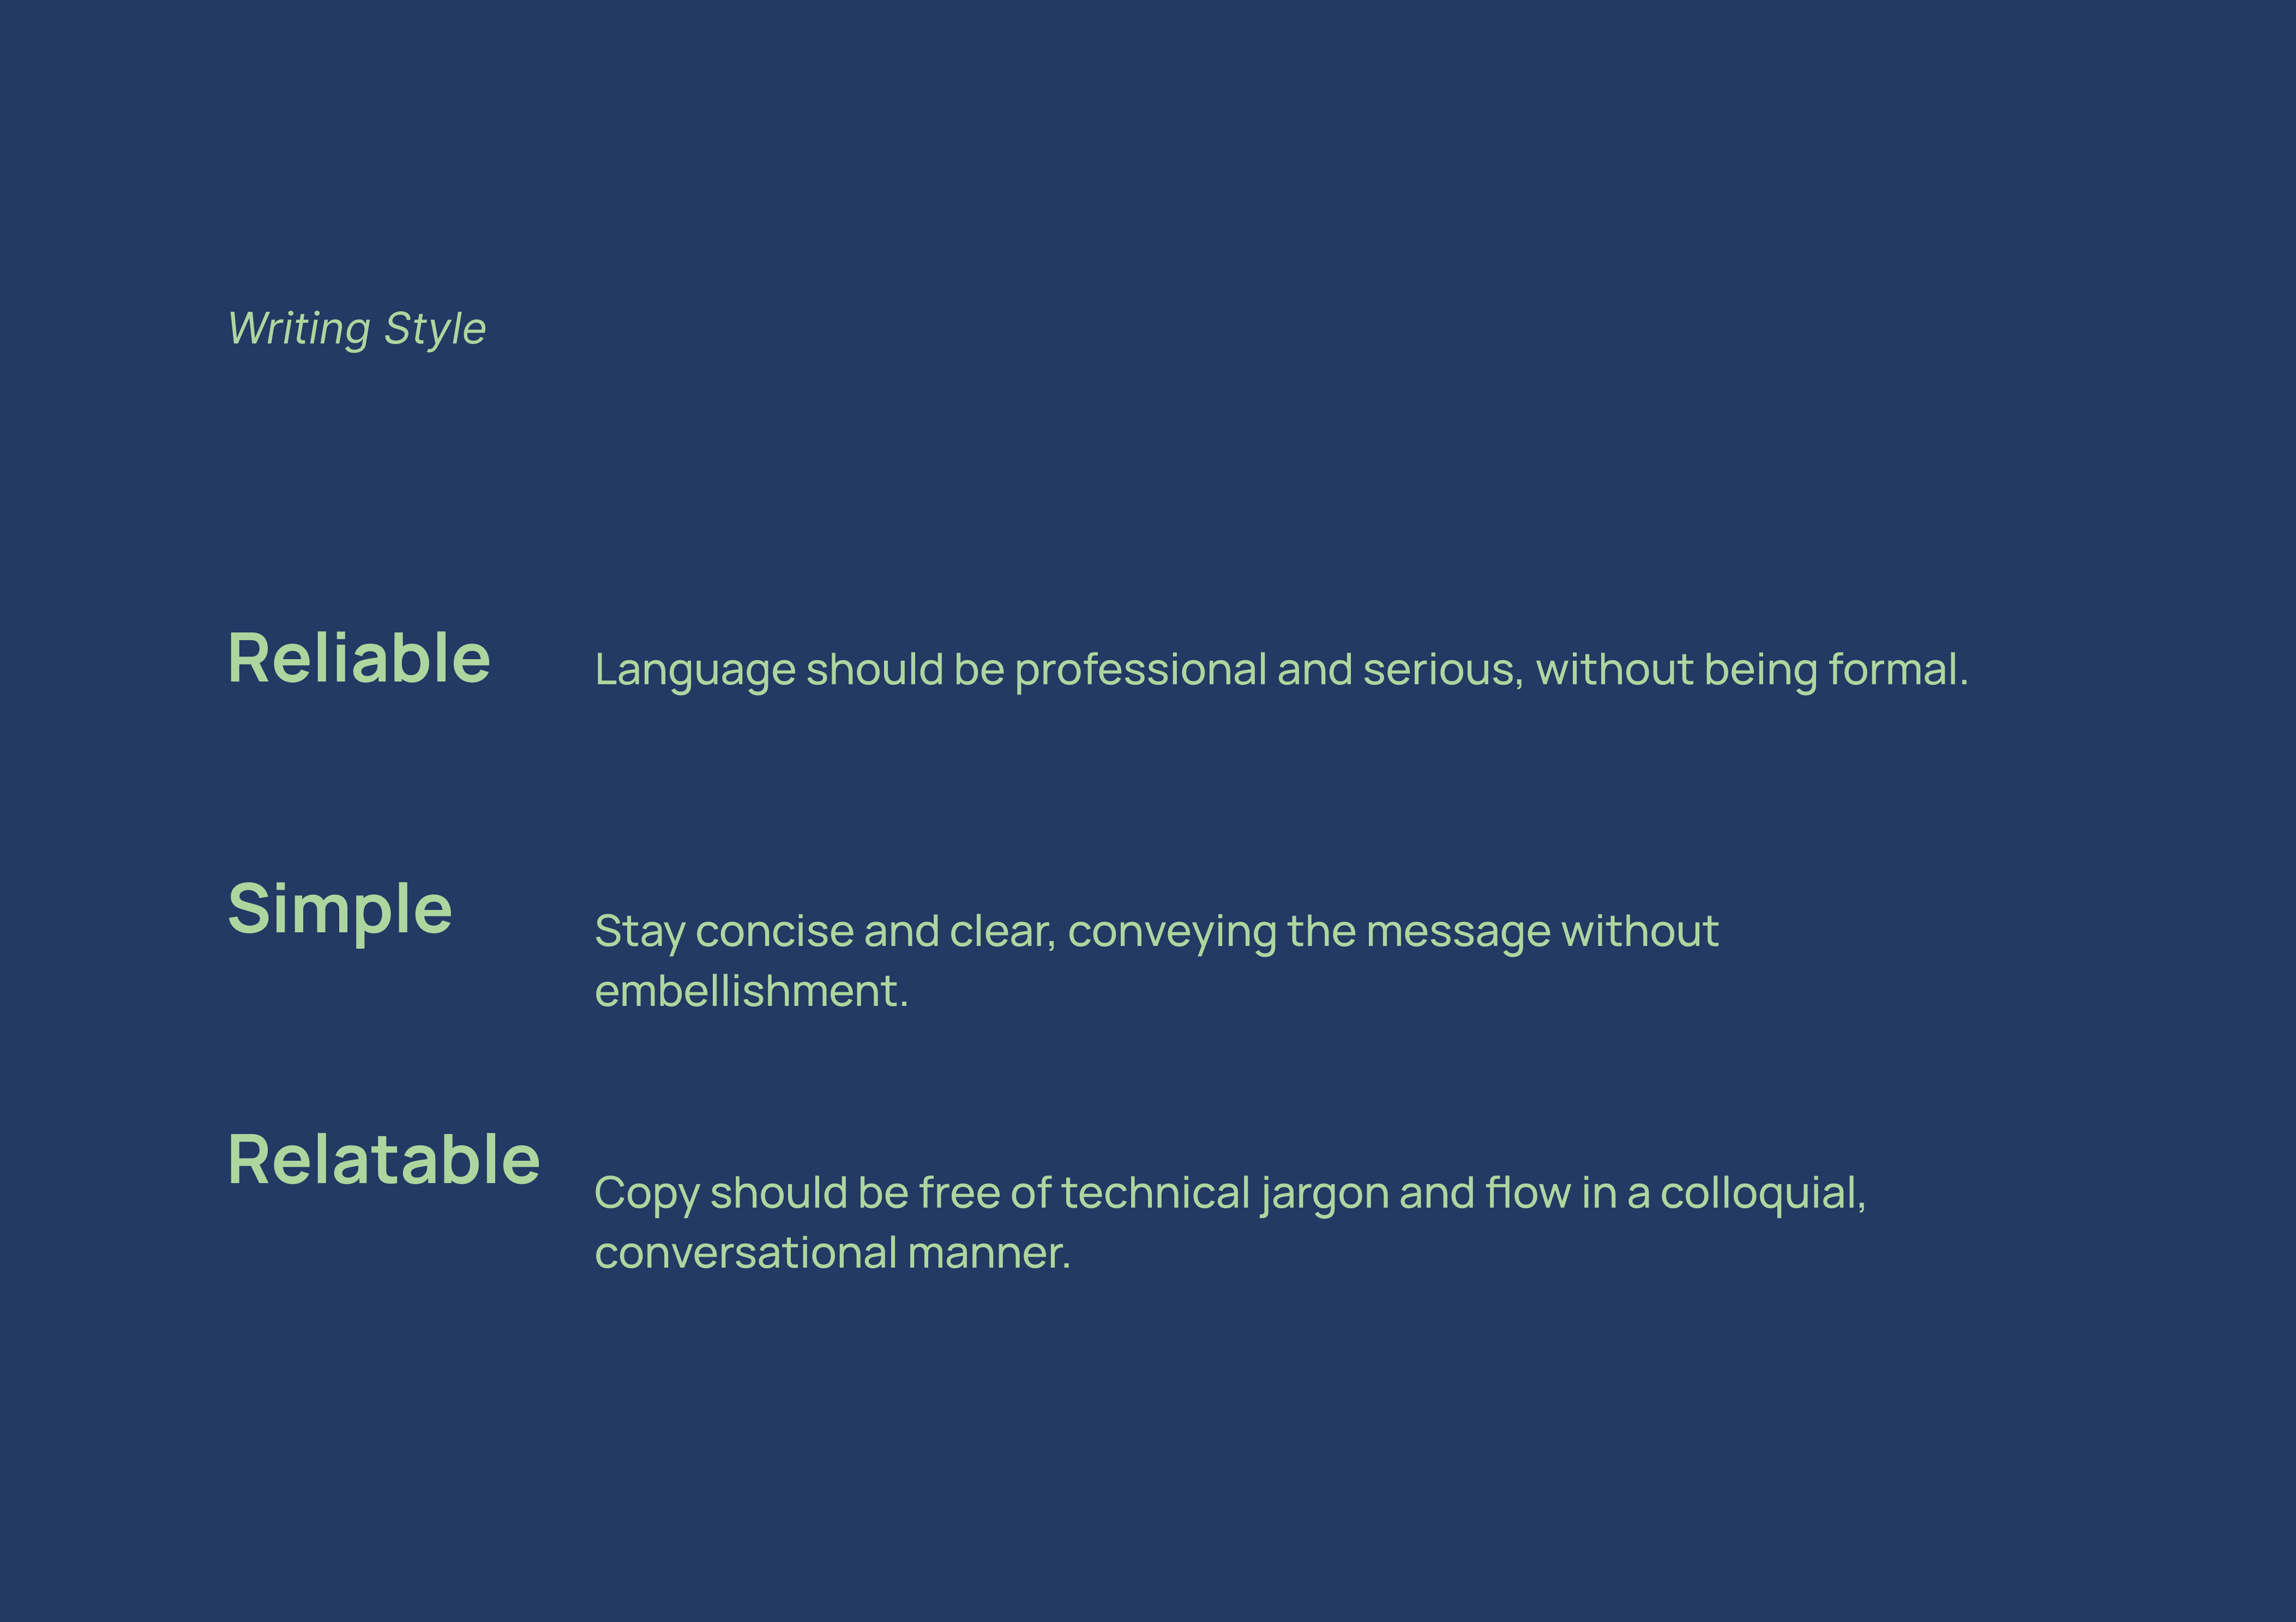 Writing Style
Reliable
Language should be professional and serious, without being formal.
Simple
Stay concise and clear, conveying the message without
embellishment.
Relatable
Copy should be free of technical jargon and flow in a colloquial,
conversational manner.